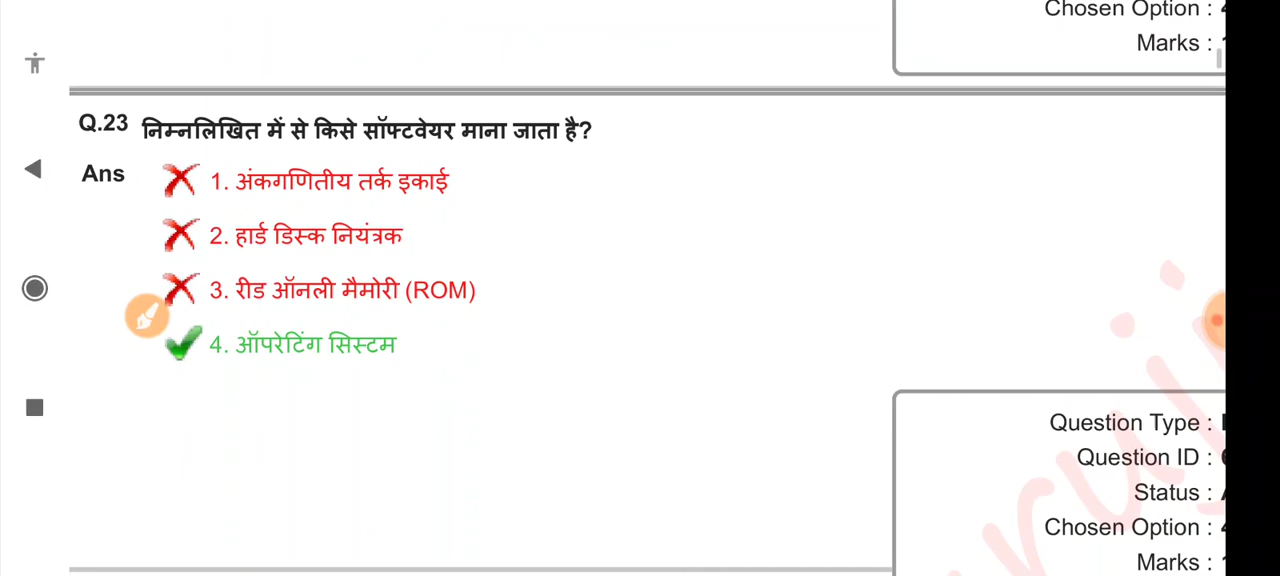 Chosen Option :
Marks :
Q.23 निम्नलिखित में से किसे सॉफ्टवेयर माना जाता है?
Ans 1. अंकगणितीय तर्क इकाई
2. हार्ड डिस्क नियंत्रक
3. रीड ऑनली मैमोरी (ROM)
4. ऑपरेटिंग सिस्टम
Question Type :
Question ID :
Status :
Chosen Option :
Marks :